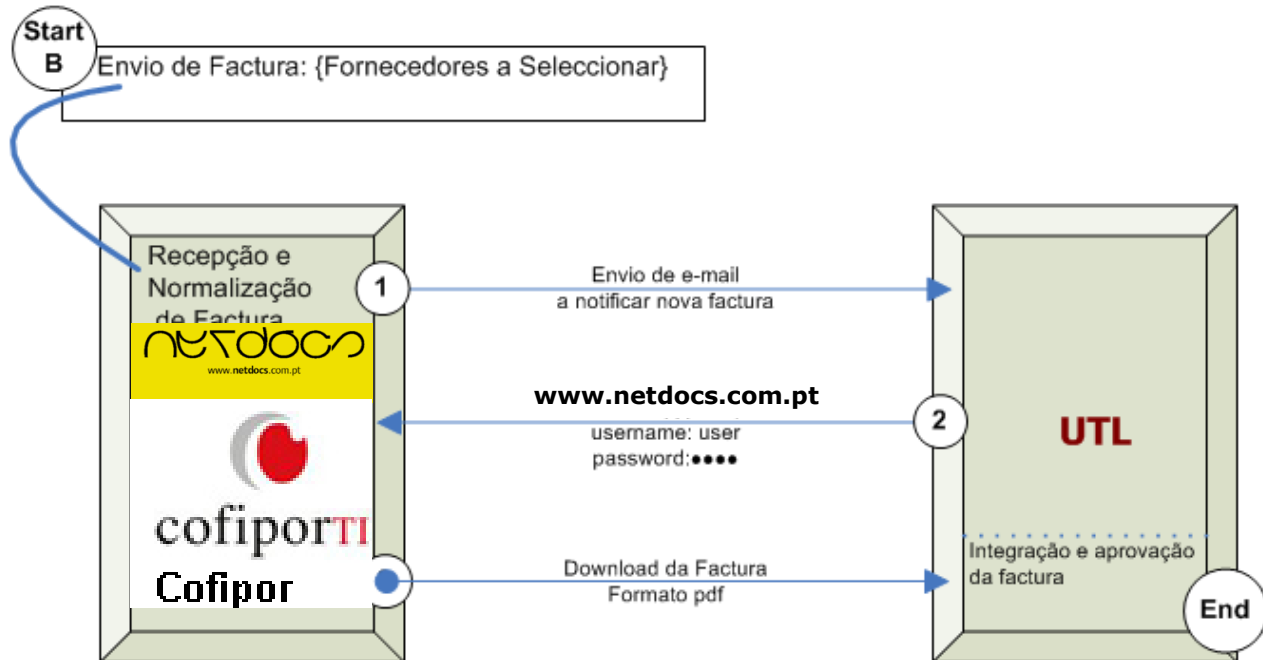 Start
B
Envio de Factura: {Fornecedores a Seleccionar}
Recepção e
Normalização
de Factura
netdocs
www.netdocs.com.pt
cofiporTI
Cofipor
1
Envio de e-mail
a notificar nova factura
www.netdocs.com.pt
username: user
password:●●●●
2
UTL
Download da Factura
Formato pdf
Integração e aprovação
da factura
End